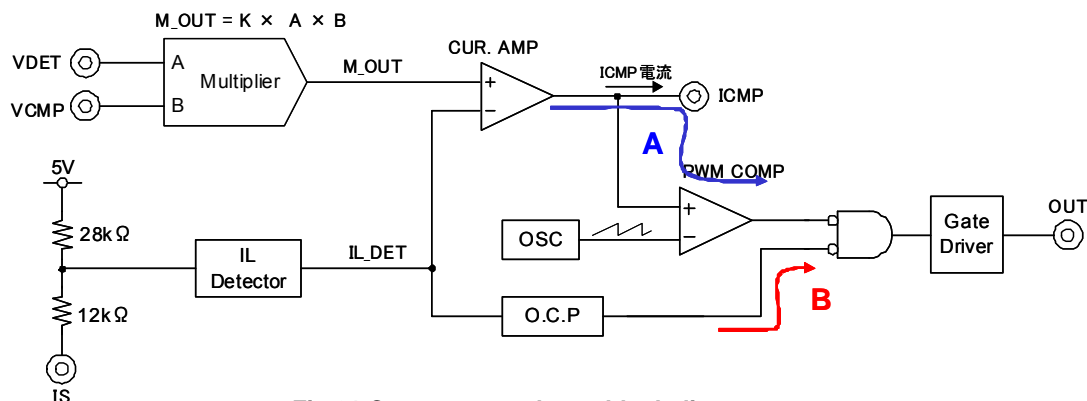 M_OUT = K × A × B
CUR. AMP
VDET
A
Multiplier
M_OUT
+
ICMP電流
ICMP
VCMP
B
−
A
5V
PWM COMP
28kΩ
+
OUT
OSC
−
Gate
Driver
IL
Detector
IL_DET
12kΩ
O.C.P
B
IS